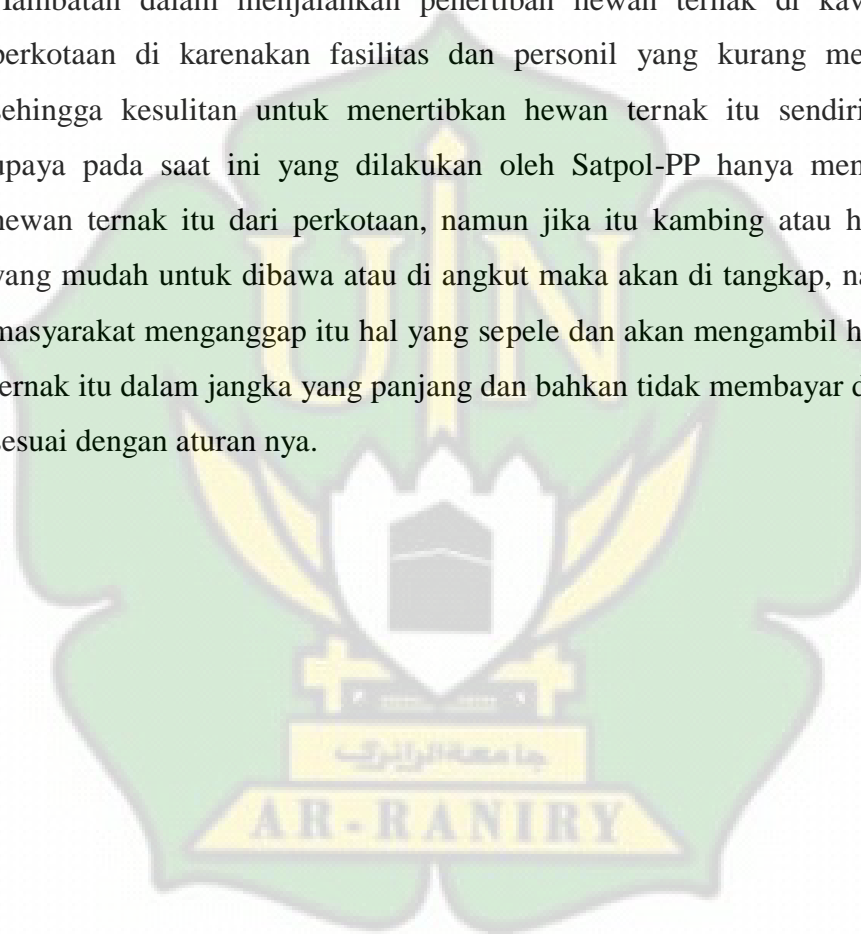 Hambatan dalam menjalankan penertiban hewan ternak di kaw
perkotaan di karenakan fasilitas dan personil yang kurang me
sehingga kesulitan untuk menertibkan hewan ternak itu sendiri
upaya pada saat ini yang dilakukan oleh Satpol-PP hanya men
hewan ternak itu dari perkotaan, namun jika itu kambing atau h
yang mudah untuk dibawa atau di angkut maka akan di tangkap, na
masyarakat menganggap itu hal yang sepele dan akan mengambil h
ternak itu dalam jangka yang panjang dan bahkan tidak membayar d
sesuai dengan aturan nya.
UIN
جامعة الرانري
AR-RANIRY